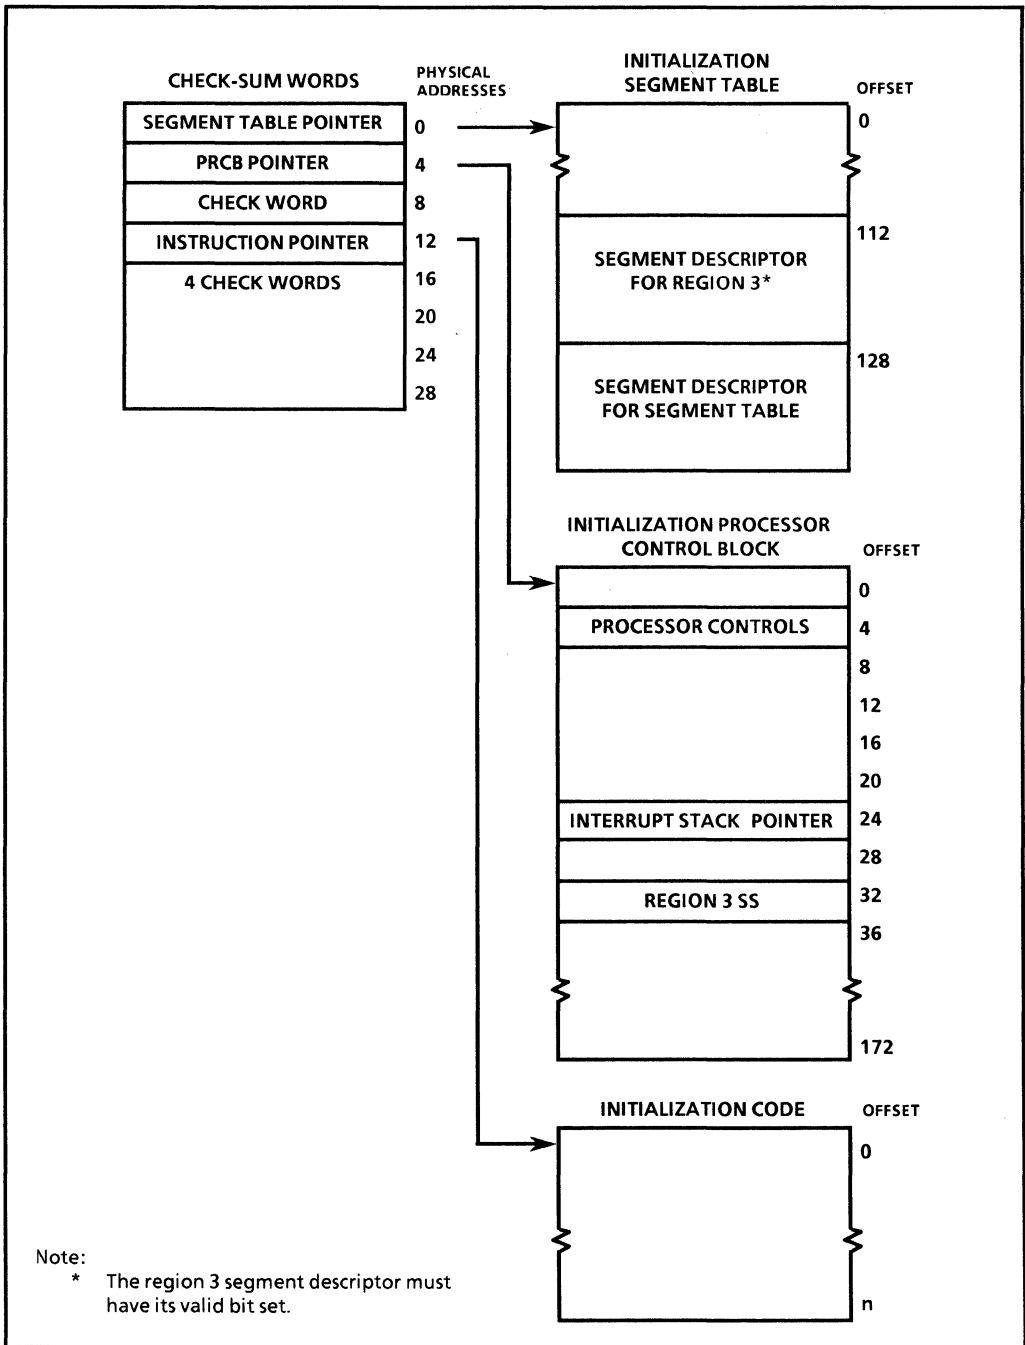 CHECK-SUM WORDS
PHYSICAL
ADDRESSES
SEGMENT TABLE POINTER 0
PRCB POINTER 4
CHECK WORD 8
INSTRUCTION POINTER 12
4 CHECK WORDS 16
20
24
28
INITIALIZATION
SEGMENT TABLE
OFFSET
0
112
SEGMENT DESCRIPTOR
FOR REGION 3*
128
SEGMENT DESCRIPTOR
FOR SEGMENT TABLE
INITIALIZATION PROCESSOR
CONTROL BLOCK
OFFSET
0
PROCESSOR CONTROLS 4
8
12
16
20
INTERRUPT STACK POINTER 24
28
REGION 3 SS 32
36
172
INITIALIZATION CODE OFFSET
0
n
Note:
* The region 3 segment descriptor must
have its valid bit set.